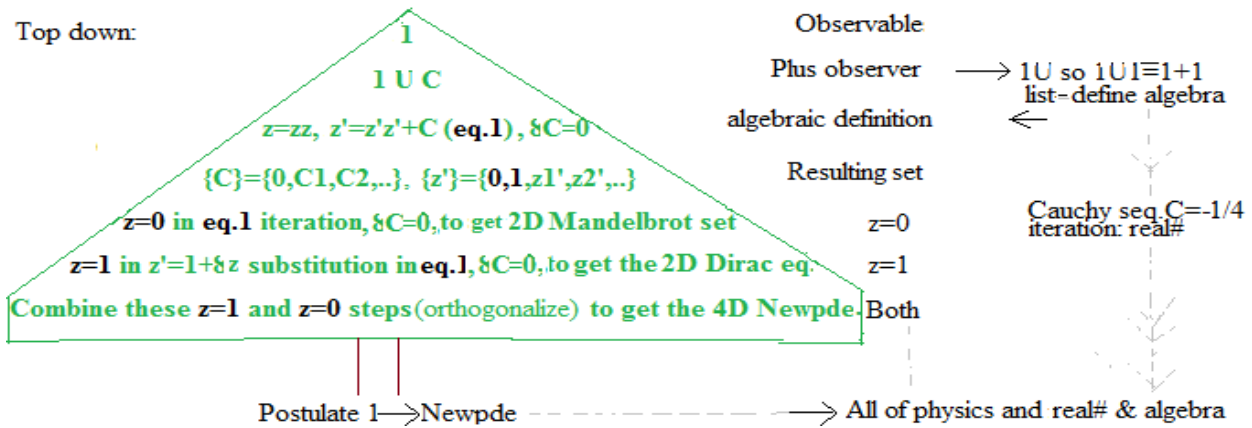 Top down:
1
Observable
1 U C
Plus observer
1U so 1U1≡1+1
list-define algebra
z=zz, z'=z'z'+C (eq.1), δC=0
algebraic definition
{C}={0,C1,C2,..}, {z'}={0,1,z1',z2',..}
Resulting set
z=0 in eq.1 iteration, δC=0, to get 2D Mandelbrot set
z=0
Cauchy seq.C=-1/4
iteration: real#
z=1 in z'=1+δz substitution in eq.1, δC=0, to get the 2D Dirac eq.
z=1
Combine these z=1 and z=0 steps (orthogonalize) to get the 4D Newpde.
Both
Postulate 1→Newpde → All of physics and real# & algebra